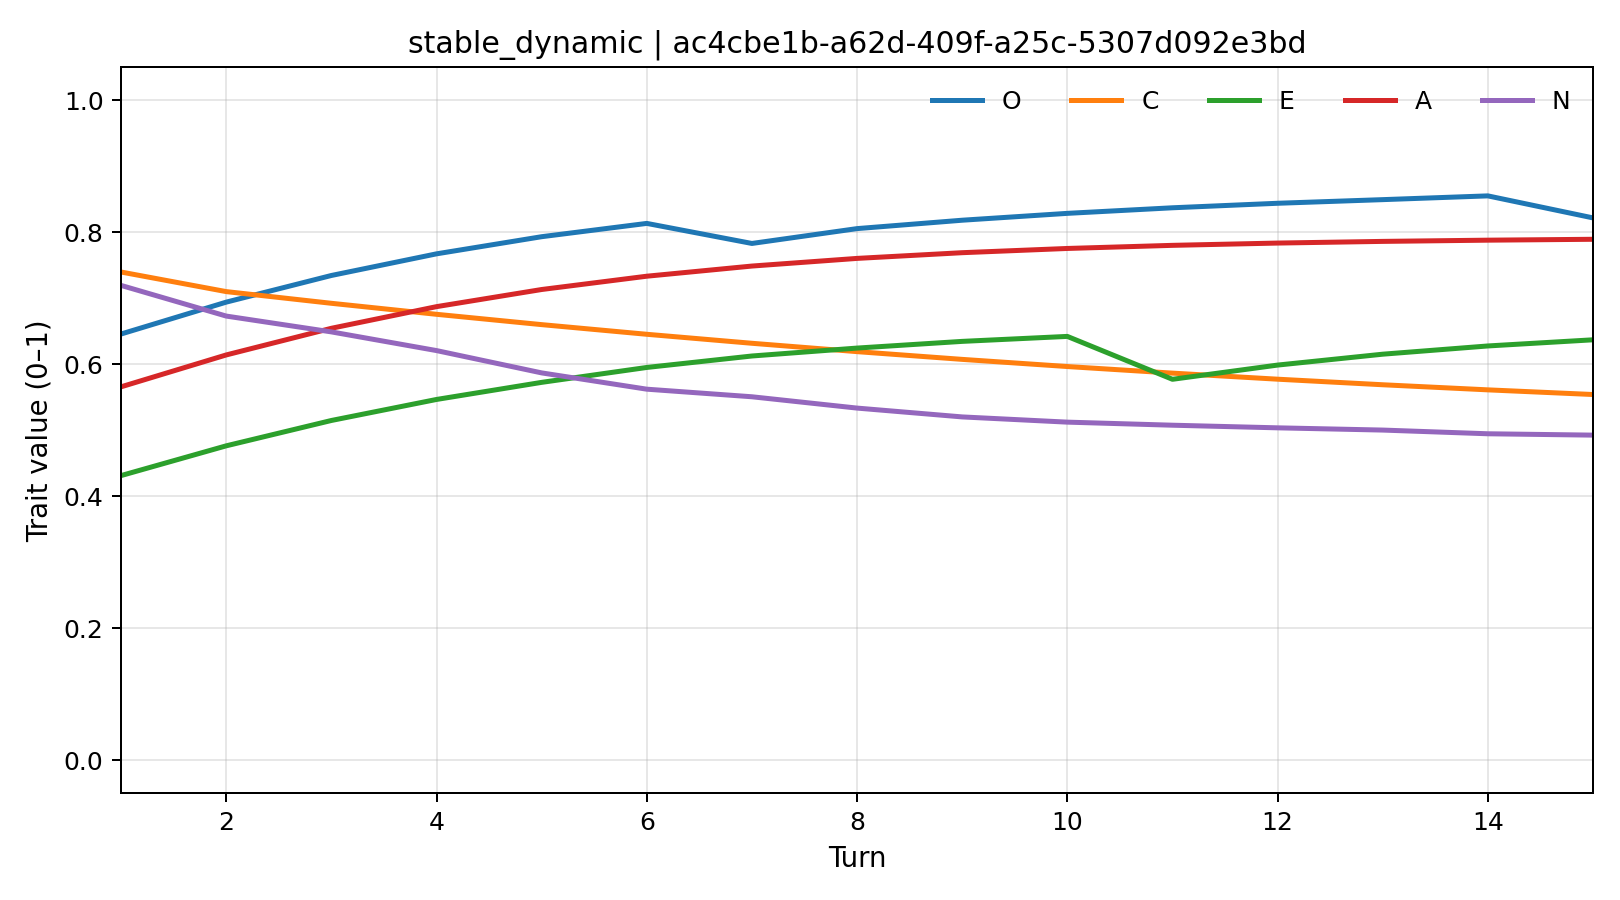 stable_dynamic | ac4cbe1b-a62d-409f-a25c-5307d092e3bd
O C E A N
1.0
0.8
0.6
0.4
0.2
0.0
Trait value (0–1)
2 4 6 8 10 12 14
Turn